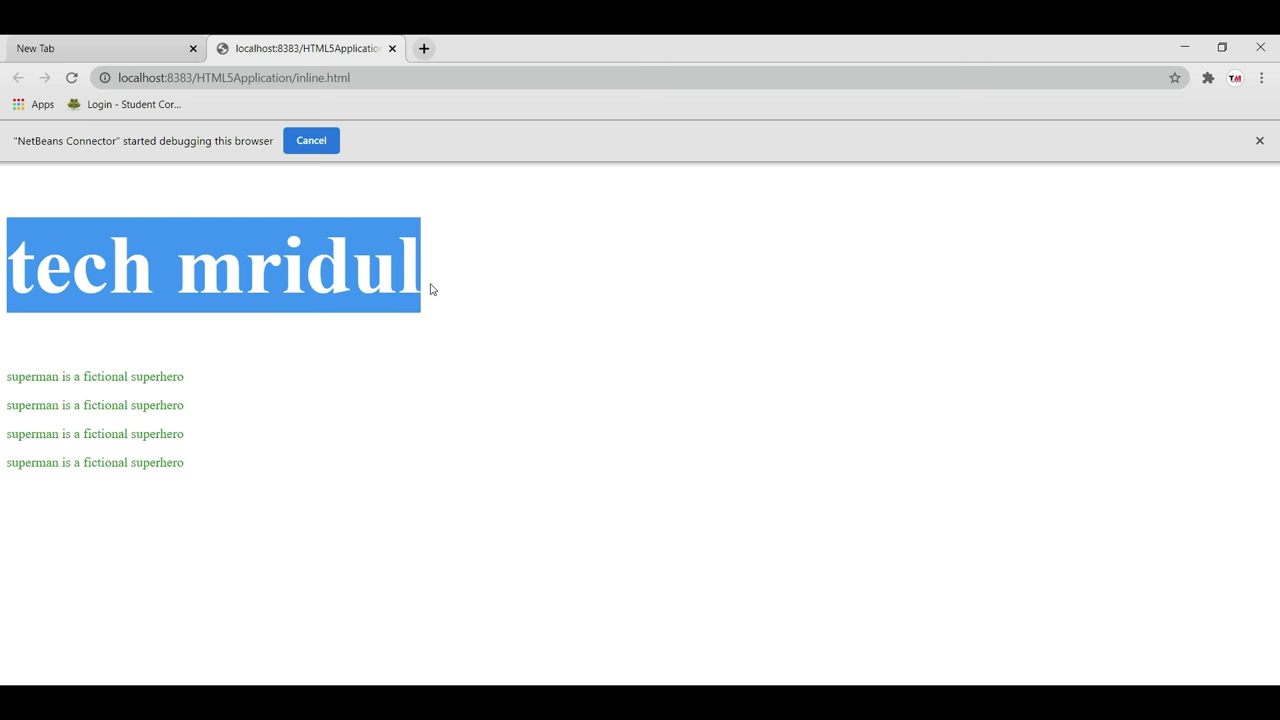 New Tab
localhost:8383/HTML5Applicatio
localhost:8383/HTML5Application/inline.html
TM
Apps
Login - Student Cor...
"NetBeans Connector" started debugging this browser
Cancel
tech mridul
superman is a fictional superhero
superman is a fictional superhero
superman is a fictional superhero
superman is a fictional superhero